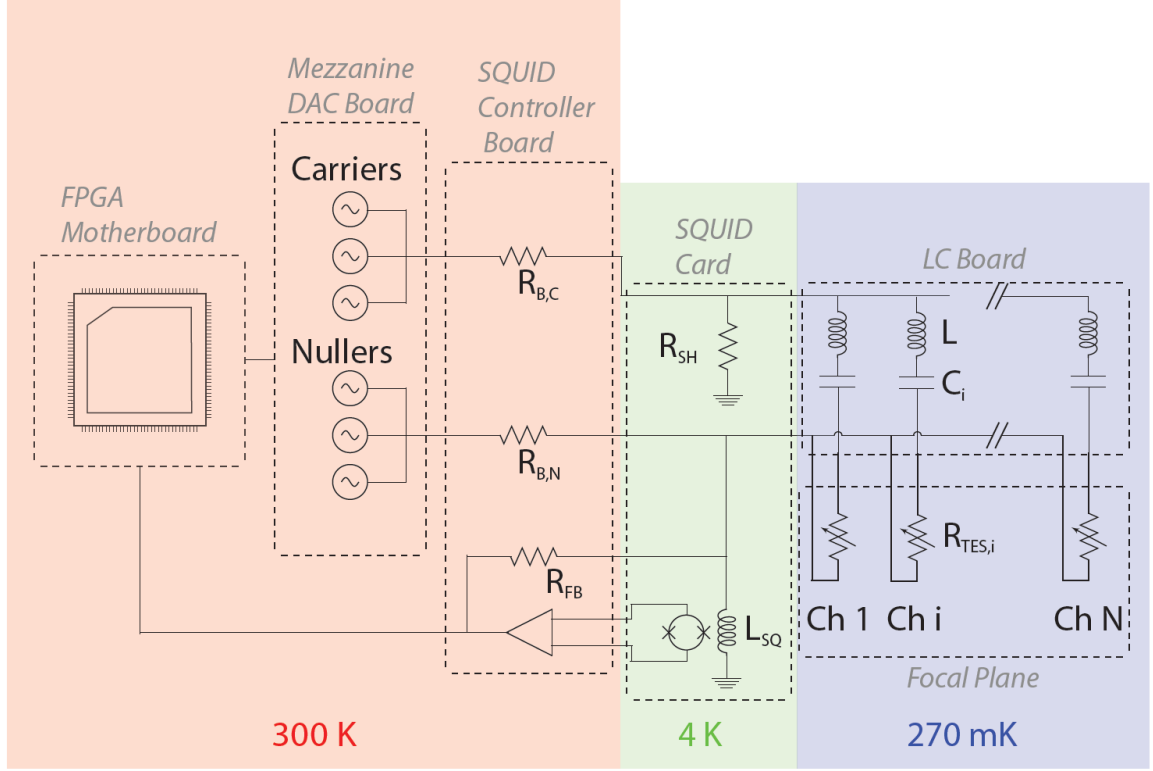 Mezzanine
DAC Board
SQUID
Controller
Board
FPGA
Motherboard
Carriers
Nullers
R_B,C
R_B,N
R_FB
SQUID
Card
R_SH
L_SQ
LC Board
L
C_i
R_TES,i
Ch 1
Ch i
Ch N
Focal Plane
300 K
4 K
270 mK